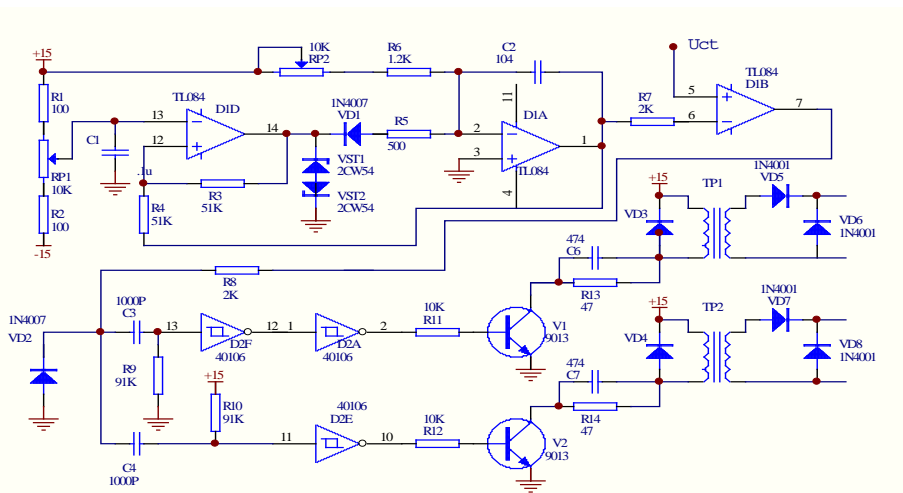 +15
R1
100
RP1
10K
R2
100
-15
C1
.1u
13
12
TL084
D1D
14
R3
51K
R4
51K
1N4007
VD1
VST1
2CW54
VST2
2CW54
10K
RP2
R6
1.2K
R5
500
C2
104
11
2
3
4
D1A
1
TL084
R7
2K
Uct
TL084
D1B
5
6
7
R8
2K
1N4007
VD2
1000P
C3
R9
91K
13
D2F
40106
12
1
D2A
40106
2
10K
R11
V1
9013
474
C6
R13
47
+15
VD3
TP1
1N4001
VD5
VD6
1N4001
+15
R10
91K
C4
1000P
11
40106
D2E
10
10K
R12
V2
9013
474
C7
R14
47
+15
VD4
TP2
1N4001
VD7
VD8
1N4001